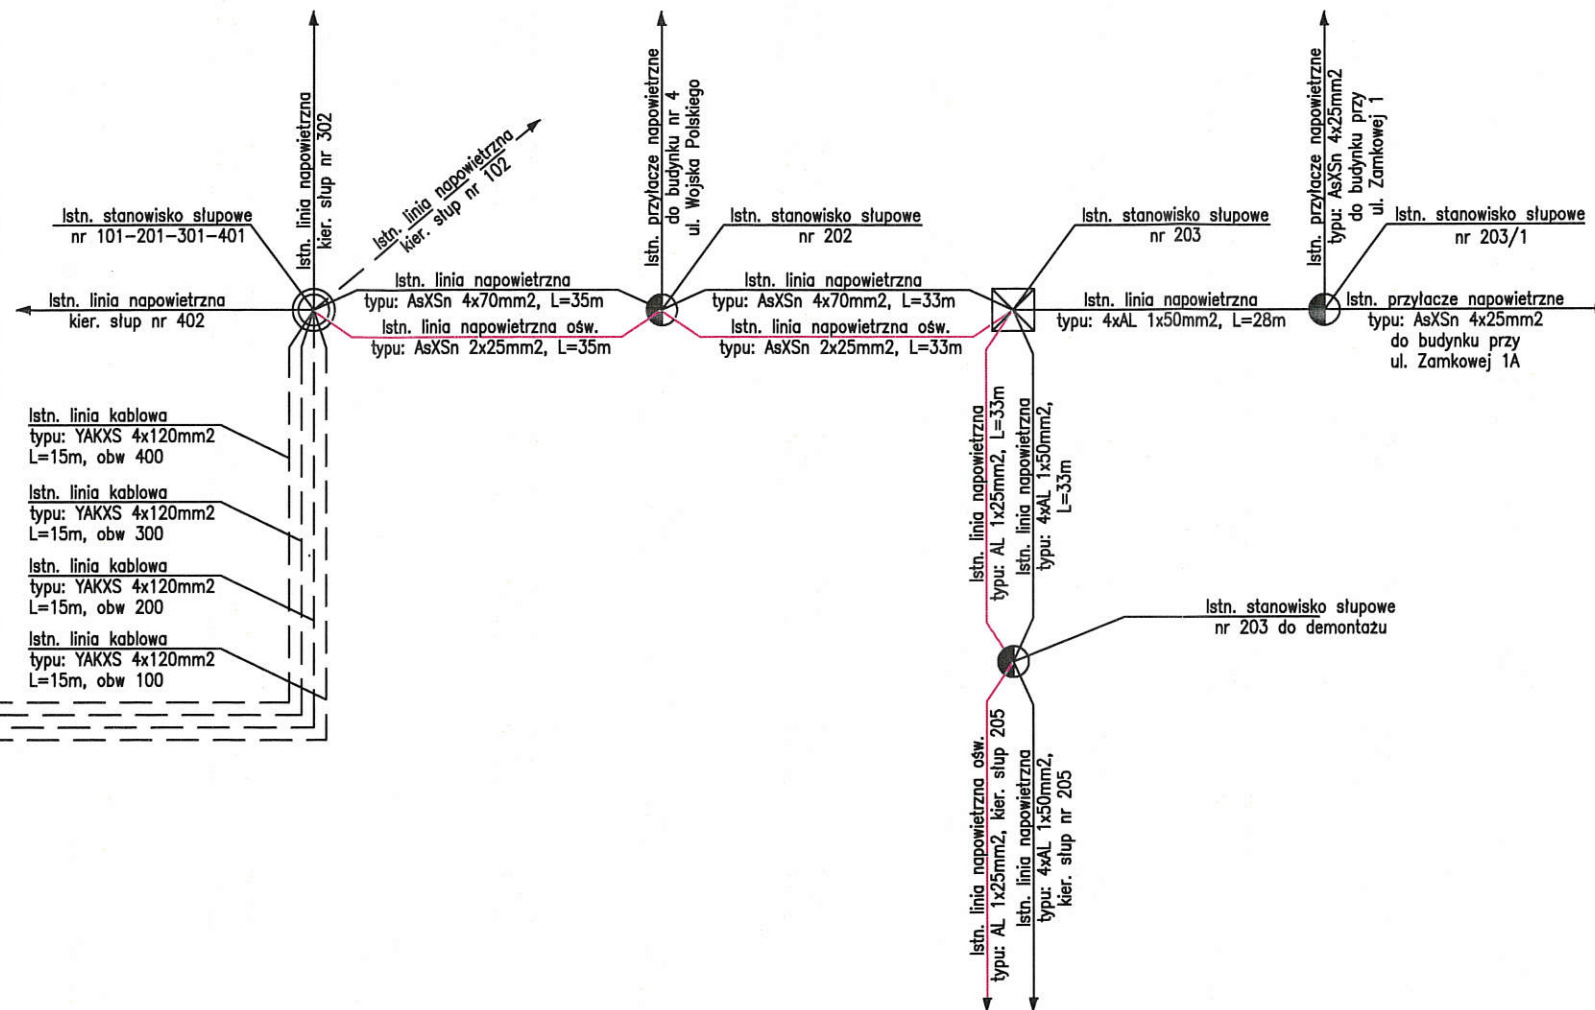 Istn. linia napowietrzna
kier. słup nr 302
Istn. linia napowietrzna
kier. słup nr 102
Istn. przyłacze napowietrzne
do budynku nr 4
ul. Wojska Polskiego
Istn. przyłacze napowietrzne
typu: AsXSn 4x25mm2
do budynku przy
ul. Zamkowej 1
Istn. stanowisko słupowe
nr 101-201-301-401
Istn. stanowisko słupowe
nr 202
Istn. stanowisko słupowe
nr 203
Istn. stanowisko słupowe
nr 203/1
Istn. linia napowietrzna
kier. słup nr 402
Istn. linia napowietrzna
typu: AsXSn 4x70mm2, L=35m
Istn. linia napowietrzna ośw.
typu: AsXSn 2x25mm2, L=35m
Istn. linia napowietrzna
typu: AsXSn 4x70mm2, L=33m
Istn. linia napowietrzna ośw.
typu: AsXSn 2x25mm2, L=33m
Istn. linia napowietrzna
typu: 4xAL 1x50mm2, L=28m
Istn. przyłacze napowietrzne
typu: AsXSn 4x25mm2
do budynku przy
ul. Zamkowej 1A
Istn. linia kablowa
typu: YAKXS 4x120mm2
L=15m, obw 400
Istn. linia kablowa
typu: YAKXS 4x120mm2
L=15m, obw 300
Istn. linia kablowa
typu: YAKXS 4x120mm2
L=15m, obw 200
Istn. linia kablowa
typu: YAKXS 4x120mm2
L=15m, obw 100
Istn. linia napowietrzna
typu: AL 1x25mm2, L=33m
Istn. linia napowietrzna
typu: 4xAL 1x50mm2,
L=33m
Istn. stanowisko słupowe
nr 203 do demontażu
Istn. linia napowietrzna ośw.
typu: AL 1x25mm2, kier. słup 205
Istn. linia napowietrzna
typu: 4xAL 1x50mm2,
kier. słup nr 205